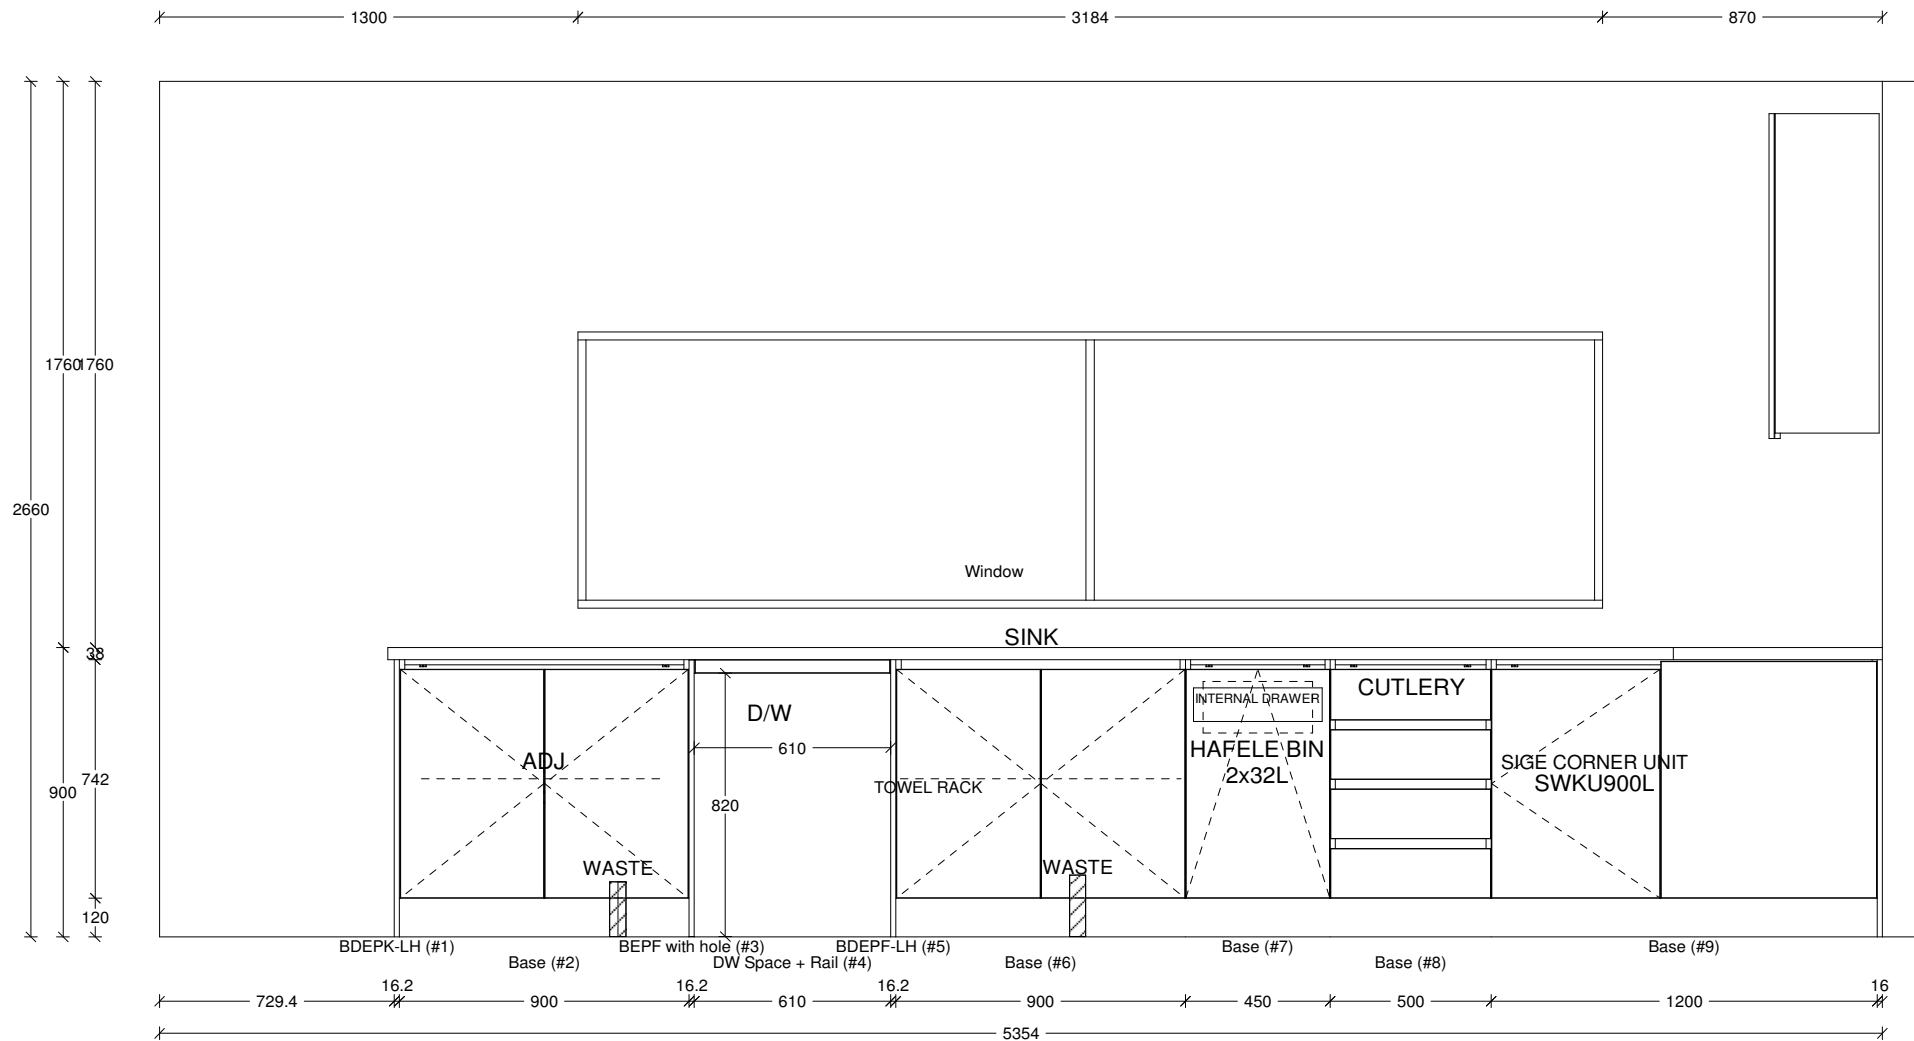 1300 3184 870
1760 1760
2660
Window
SINK
38
CUTLERY
INTERNAL DRAWER
D/W
610
HAFELE BIN
2x32L
ADJ
SIGE CORNER UNIT
SWKU900L
742
TOWEL RACK
900
820
WASTE WASTE
120
BDEPK-LH (#1) BEPF with hole (#3) BDEPF-LH (#5) Base (#7) Base (#9)
Base (#2) DW Space + Rail (#4) Base (#6) Base (#8)
16.2 16.2 16.2 16
729.4 900 610 900 450 500 1200
5354